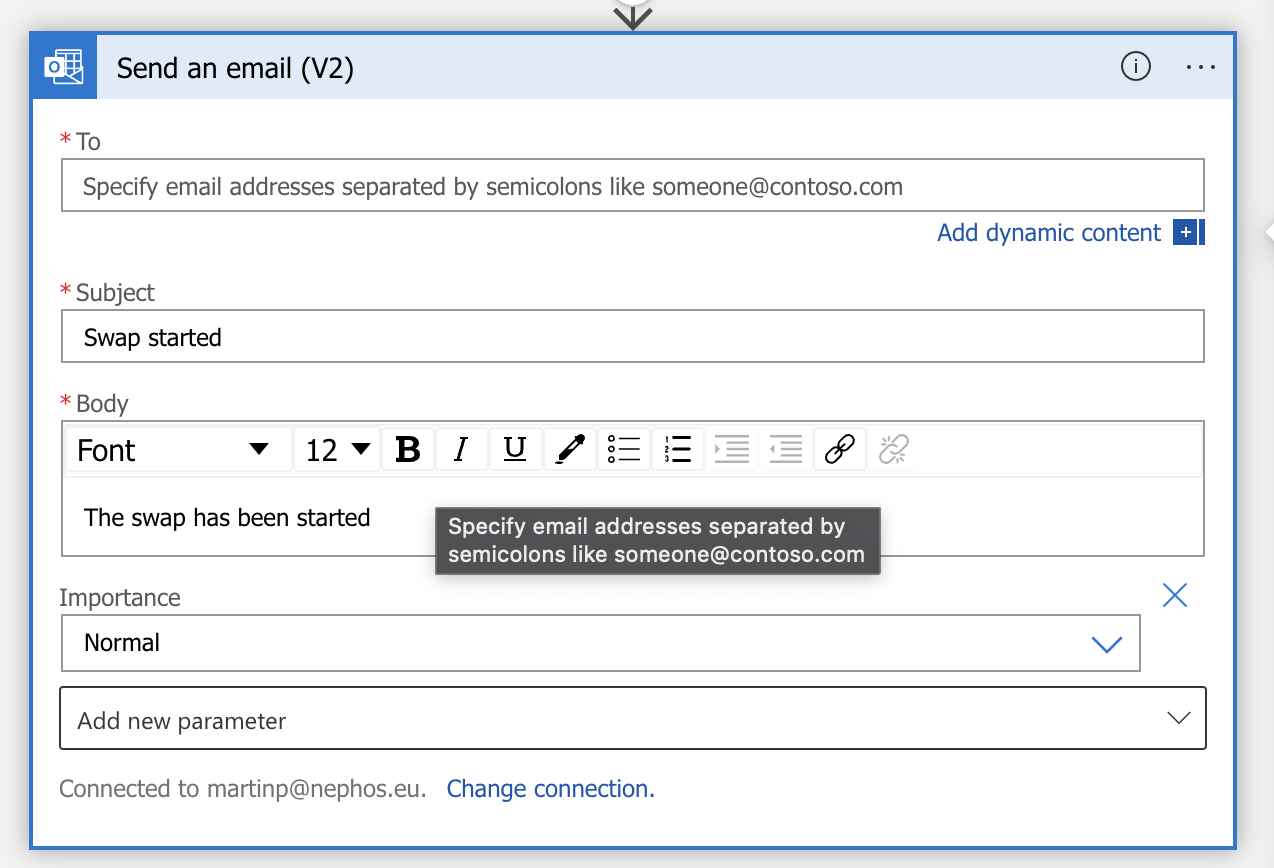 Send an email (V2)
* To
Specify email addresses separated by semicolons like someone@contoso.com
Add dynamic content
* Subject
Swap started
* Body
Font 12 B I U
The swap has been started
Specify email addresses separated by
semicolons like someone@contoso.com
Importance
Normal
Add new parameter
Connected to martinp@nephos.eu. Change connection.